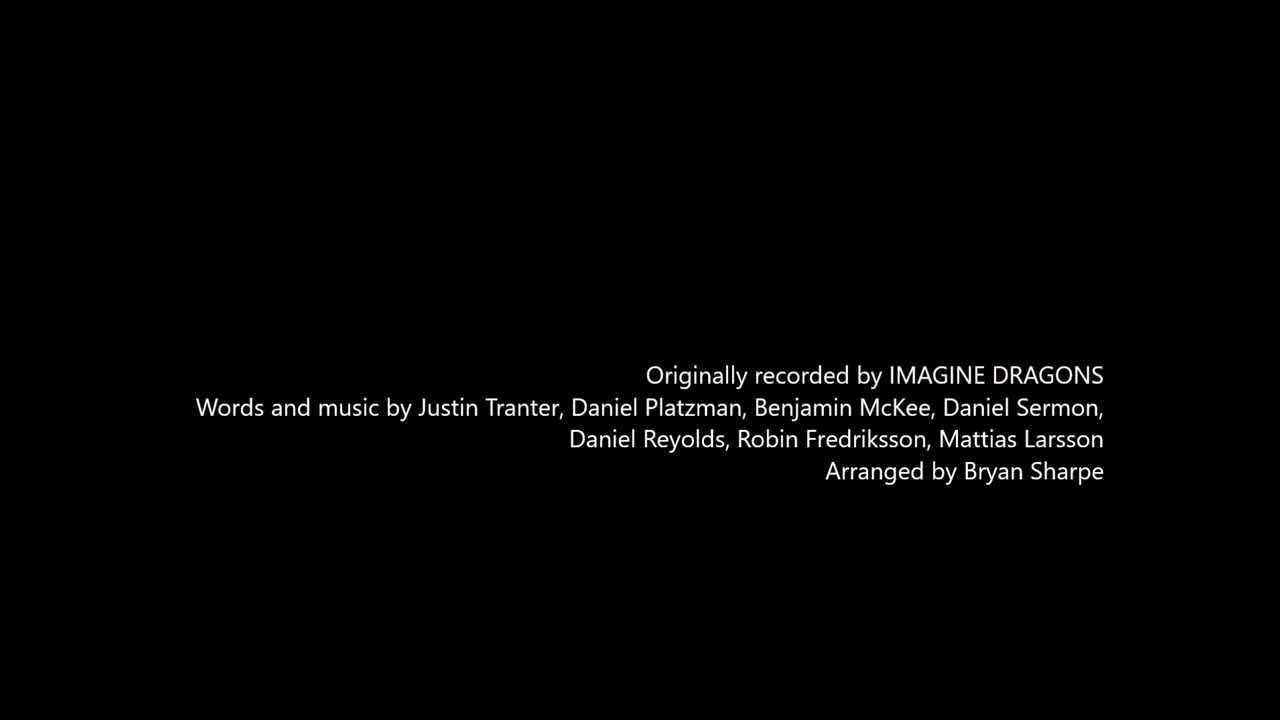 Originally recorded by IMAGINE DRAGONS
Words and music by Justin Tranter, Daniel Platzman, Benjamin McKee, Daniel Sermon,
Daniel Reyolds, Robin Fredriksson, Mattias Larsson
Arranged by Bryan Sharpe